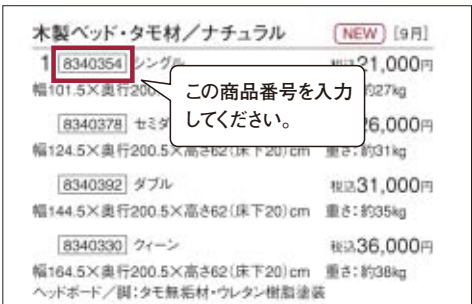 木製ベッド・タモ材／ナチュラル NEW [9月]
1 8340354 シングル 21,000円
幅101.5×奥行200 約27kg
この商品番号を入力
してください。
8340378 セミダ 26,000円
幅124.5×奥行200.5×高さ62(床下20)cm 重さ:約31kg
8340392 ダブル 税込31,000円
幅144.5×奥行200.5×高さ62(床下20)cm 重さ:約35kg
8340330 クィーン 税込36,000円
幅164.5×奥行200.5×高さ62(床下20)cm 重さ:約38kg
ヘッドボード／脚:タモ無垢材・ウレタン樹脂塗装